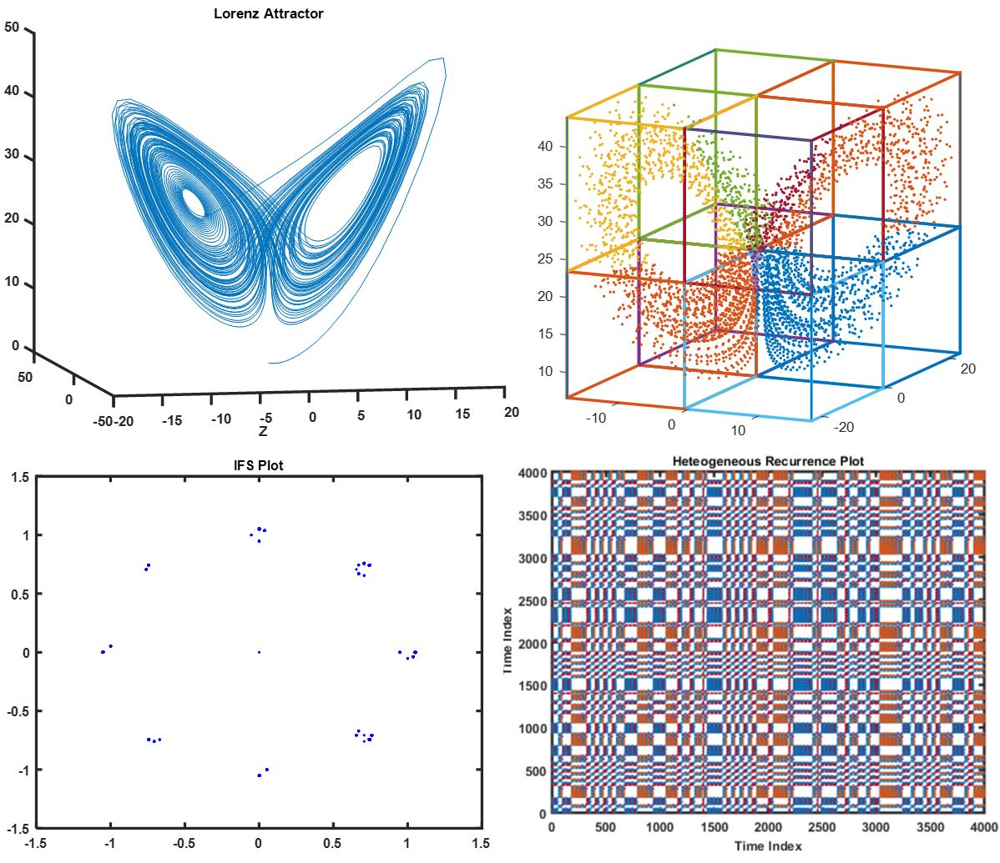 Lorenz Attractor
50
40
30
20
10
0
50
0
-50
-20 -15 -10 -5 0 5 10 15 20
Z
40
35
30
25
20
15
10
-10 0 10
-20 0 20
IFS Plot
1.5
1
0.5
0
-0.5
-1
-1.5
-1.5 -1 -0.5 0 0.5 1 1.5
Heteogeneous Recurrence Plot
Time Index
4000
3500
3000
2500
2000
1500
1000
500
0
0 500 1000 1500 2000 2500 3000 3500 4000
Time Index